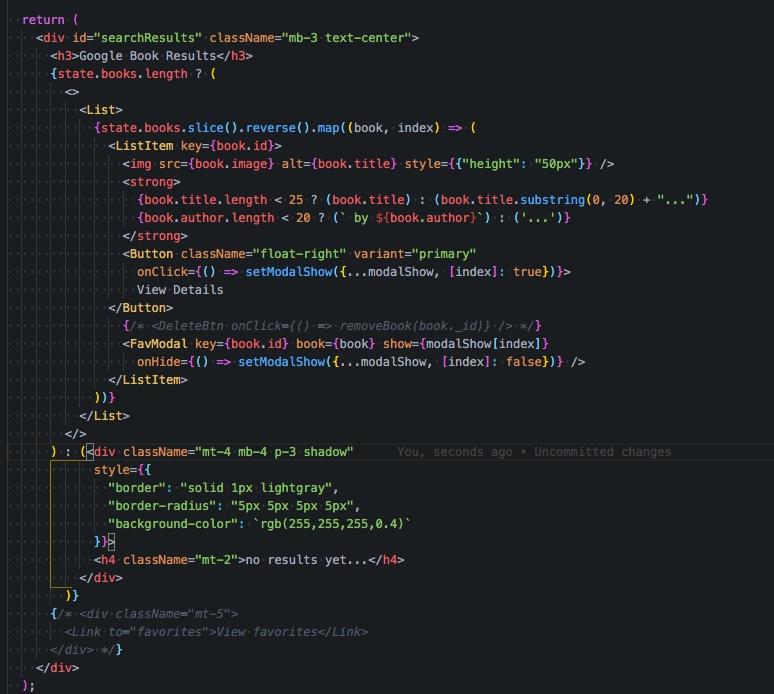 return (
<div id="searchResults" className="mb-3 text-center">
<h3>Google Book Results</h3>
{state.books.length ? (
<>
<List>
{state.books.slice().reverse().map((book, index) => (
<ListItem key={book.id}>
<img src={book.image} alt={book.title} style={{"height": "50px"}} />
<strong>
{book.title.length < 25 ? (book.title) : (book.title.substring(0, 20) + "...")}
{book.author.length < 20 ? (` by ${book.author}`) : ('...')}
</strong>
<Button className="float-right" variant="primary"
onClick={() => setModalShow({...modalShow, [index]: true})}>
View Details
</Button>
{/* <DeleteBtn onClick={() => removeBook(book._id)} /> */}
<FavModal key={book.id} book={book} show={modalShow[index]}
onHide={() => setModalShow({...modalShow, [index]: false})} />
</ListItem>
))}
</List>
</>
) : (<div className="mt-4 mb-4 p-3 shadow" You, seconds ago • Uncommitted changes
style={{
"border": "solid 1px lightgray",
"border-radius": "5px 5px 5px 5px",
"background-color": `rgb(255,255,255,0.4)`
}}>
<h4 className="mt-2">no results yet...</h4>
</div>
)}
{/* <div className="mt-5">
<Link to="favorites">View favorites</Link>
</div> */}
</div>
);